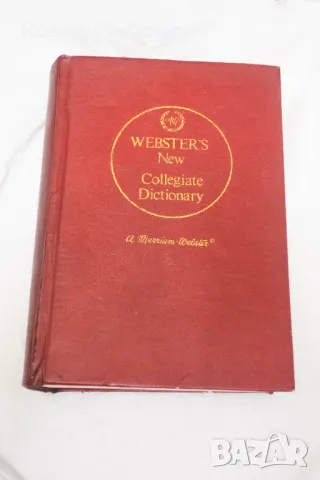 WEBSTER'S
New
Collegiate
Dictionary
A Merriam-Webster®
BAZAR